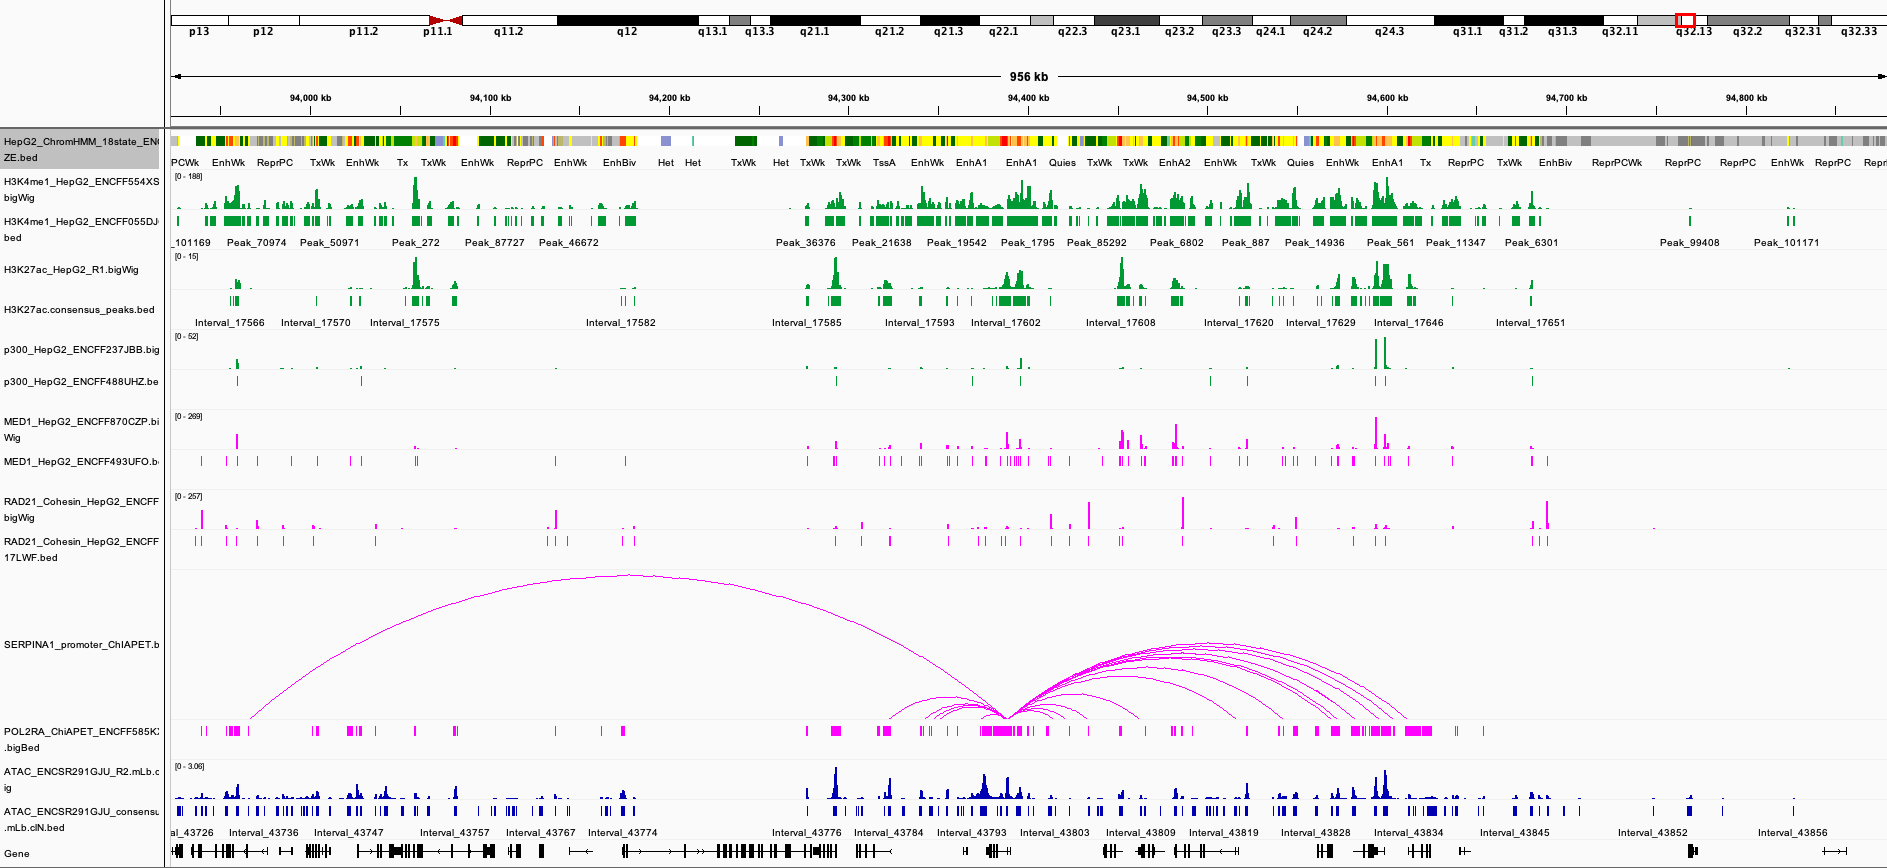 p13 p12 p11.2 p11.1 q11.2 q12 q13.1 q13.3 q21.1 q21.2 q21.3 q22.1 q22.3 q23.1 q23.2 q23.3 q24.1 q24.2 q24.3 q31.1 q31.2 q31.3 q32.11 q32.13 q32.2 q32.31 q32.33
956 kb
94,000 kb 94,100 kb 94,200 kb 94,300 kb 94,400 kb 94,500 kb 94,600 kb 94,700 kb 94,800 kb
HepG2_ChromHMM_18state_EN
ZE.bed
PCWk EnhWk ReprPC TxWk EnhWk Tx TxWk EnhWk ReprPC EnhWk EnhBiv Het Het TxWk Het TxWk TxWk TssA EnhWk EnhA1 EnhA1 Quies TxWk TxWk EnhA2 EnhWk TxWk Quies EnhWk EnhA1 Tx ReprPC TxWk EnhBiv ReprPCWk ReprPC ReprPC EnhWk ReprPC Repr
H3K4me1_HepG2_ENCFF554XS
bigWig
[0 - 188]
H3K4me1_HepG2_ENCFF055DJ
bed
_101169 Peak_70974 Peak_50971 Peak_272 Peak_87727 Peak_46672 Peak_36376 Peak_21638 Peak_19542 Peak_1795 Peak_85292 Peak_6802 Peak_887 Peak_14936 Peak_561 Peak_11347 Peak_6301 Peak_99408 Peak_101171
[0 - 15]
H3K27ac_HepG2_R1.bigWig
H3K27ac.consensus_peaks.bed
Interval_17566 Interval_17570 Interval_17575 Interval_17582 Interval_17585 Interval_17593 Interval_17602 Interval_17608 Interval_17620 Interval_17629 Interval_17646 Interval_17651
[0 - 52]
p300_HepG2_ENCFF237JBB.big
p300_HepG2_ENCFF488UHZ.be
[0 - 269]
MED1_HepG2_ENCFF870CZP.bi
Wig
MED1_HepG2_ENCFF493UFO.b
[0 - 257]
RAD21_Cohesin_HepG2_ENCFF
bigWig
RAD21_Cohesin_HepG2_ENCFF
17LWF.bed
SERPINA1_promoter_ChIAPET.b
POL2RA_ChiAPET_ENCFF585K
.bigBed
[0 - 3.06]
ATAC_ENCSR291GJU_R2.mLb.c
ig
ATAC_ENCSR291GJU_consensu
.mLb.clN.bed
al_43726 Interval_43736 Interval_43747 Interval_43757 Interval_43767 Interval_43774 Interval_43776 Interval_43784 Interval_43793 Interval_43803 Interval_43809 Interval_43819 Interval_43828 Interval_43834 Interval_43845 Interval_43852 Interval_43856
Gene